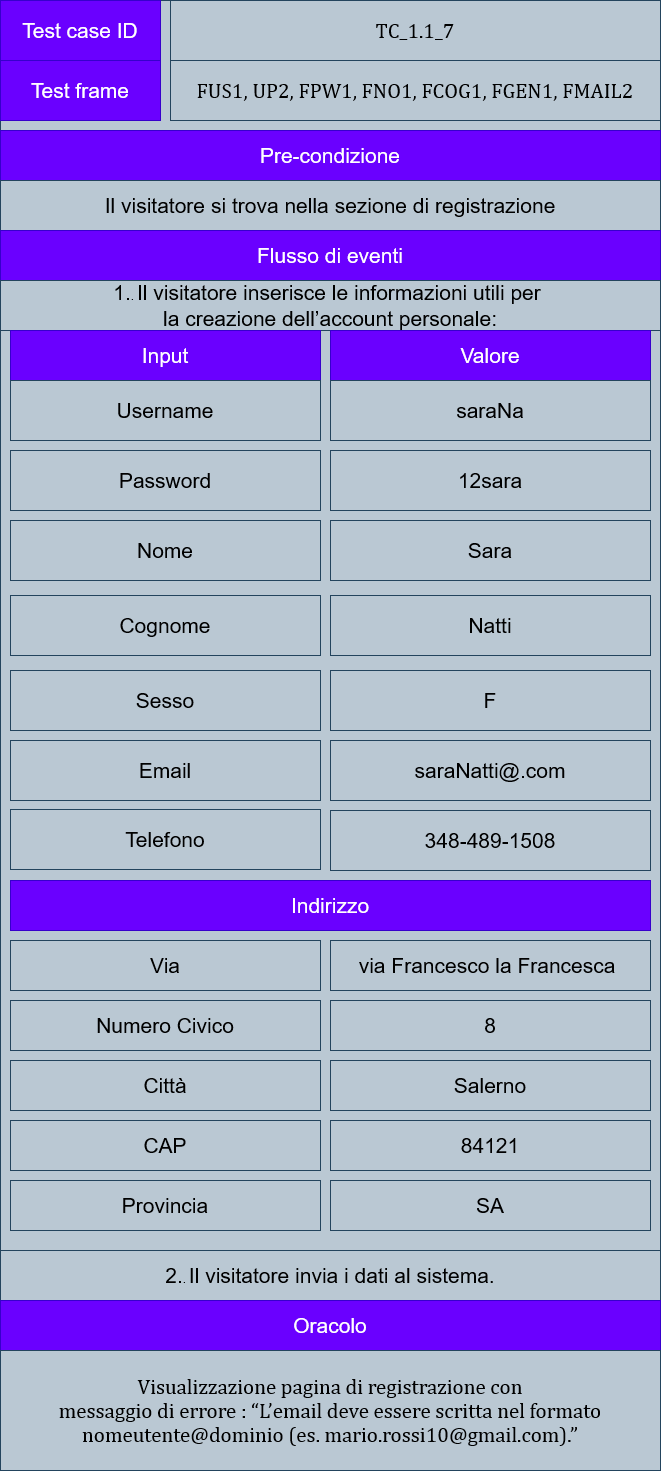 Test case ID TC_1.1_7
Test frame FUS1, UP2, FPW1, FNO1, FCOG1, FGEN1, FMAIL2
Pre-condizione
Il visitatore si trova nella sezione di registrazione
Flusso di eventi
1. Il visitatore inserisce le informazioni utili per
la creazione dell’account personale:
Input Valore
Username saraNa
Password 12sara
Nome Sara
Cognome Natti
Sesso F
Email saraNatti@.com
Telefono 348-489-1508
Indirizzo
Via via Francesco la Francesca
Numero Civico 8
Città Salerno
CAP 84121
Provincia SA
2. Il visitatore invia i dati al sistema.
Oracolo
Visualizzazione pagina di registrazione con
messaggio di errore : “L’email deve essere scritta nel formato
nomeutente@dominio (es. mario.rossi10@gmail.com).”